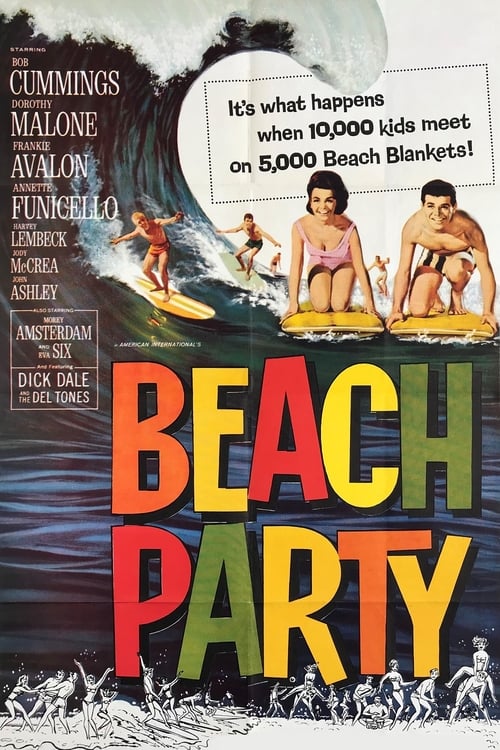 STARRING
BOB
CUMMINGS
DOROTHY
MALONE
FRANKIE
AVALON
ANNETTE
FUNICELLO
HARVEY
LEMBECK
JODY
McCREA
JOHN
ASHLEY
ALSO STARRING
MOREY
AMSTERDAM
AND
EVA SIX
And Featuring
DICK DALE
AND THE DEL TONES
It's what happens
when 10,000 kids meet
on 5,000 Beach Blankets!
in AMERICAN INTERNATIONAL'S
BEACH
PARTY